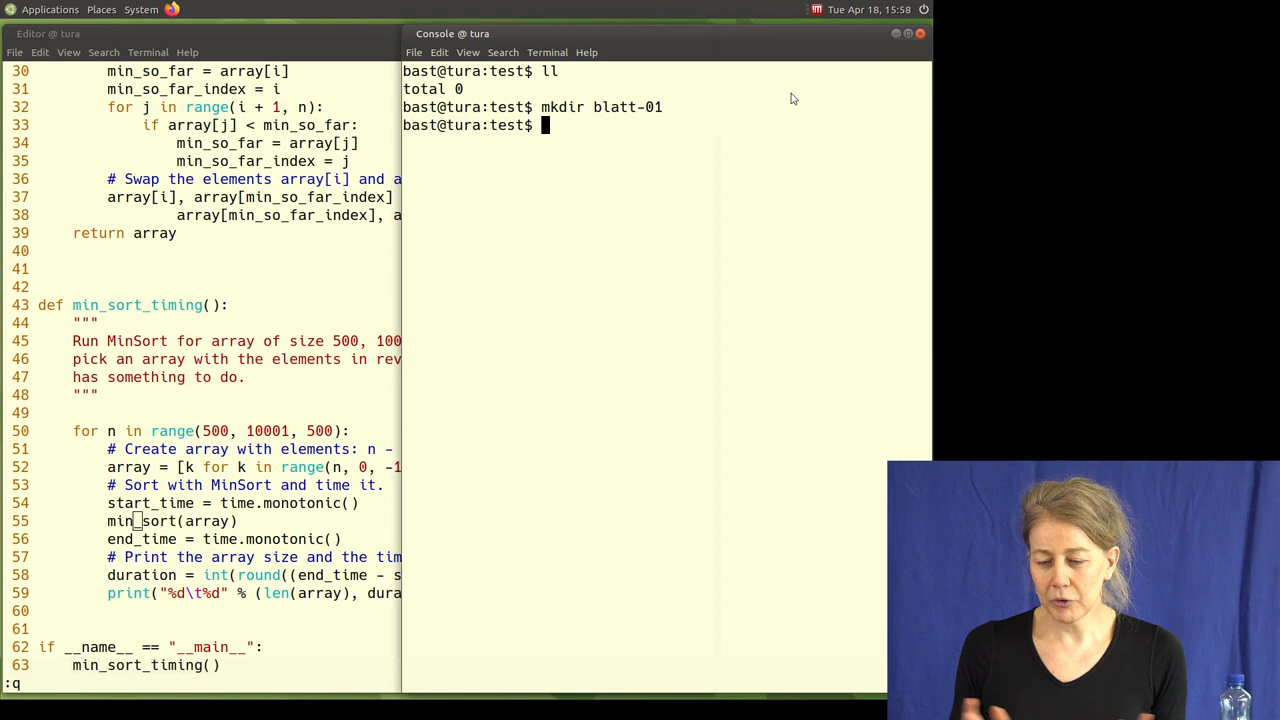 Applications Places System
Tue Apr 18, 15:58
Editor @ tura
File Edit View Search Terminal Help
30 min_so_far = array[i]
31 min_so_far_index = i
32 for j in range(i + 1, n):
33 if array[j] < min_so_far:
34 min_so_far = array[j]
35 min_so_far_index = j
36 # Swap the elements array[i] and a
37 array[i], array[min_so_far_index]
38 array[min_so_far_index], a
39 return array
40
41
42
43 def min_sort_timing():
44 """
45 Run MinSort for array of size 500, 100
46 pick an array with the elements in rev
47 has something to do.
48 """
49
50 for n in range(500, 10001, 500):
51 # Create array with elements: n -
52 array = [k for k in range(n, 0, -1
53 # Sort with MinSort and time it.
54 start_time = time.monotonic()
55 min_sort(array)
56 end_time = time.monotonic()
57 # Print the array size and the tim
58 duration = int(round((end_time - s
59 print("%d\t%d" % (len(array), dura
60
61
62 if __name__ == "__main__":
63 min_sort_timing()
:q
Console @ tura
File Edit View Search Terminal Help
bast@tura:test$ ll
total 0
bast@tura:test$ mkdir blatt-01
bast@tura:test$